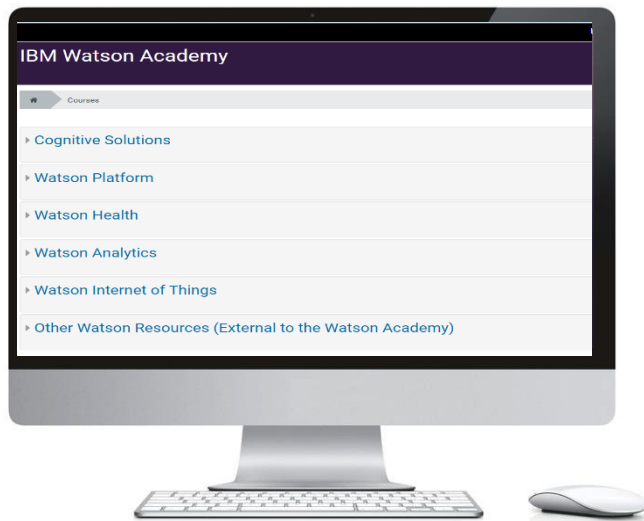 IBM Watson Academy
Courses
Cognitive Solutions
Watson Platform
Watson Health
Watson Analytics
Watson Internet of Things
Other Watson Resources (External to the Watson Academy)